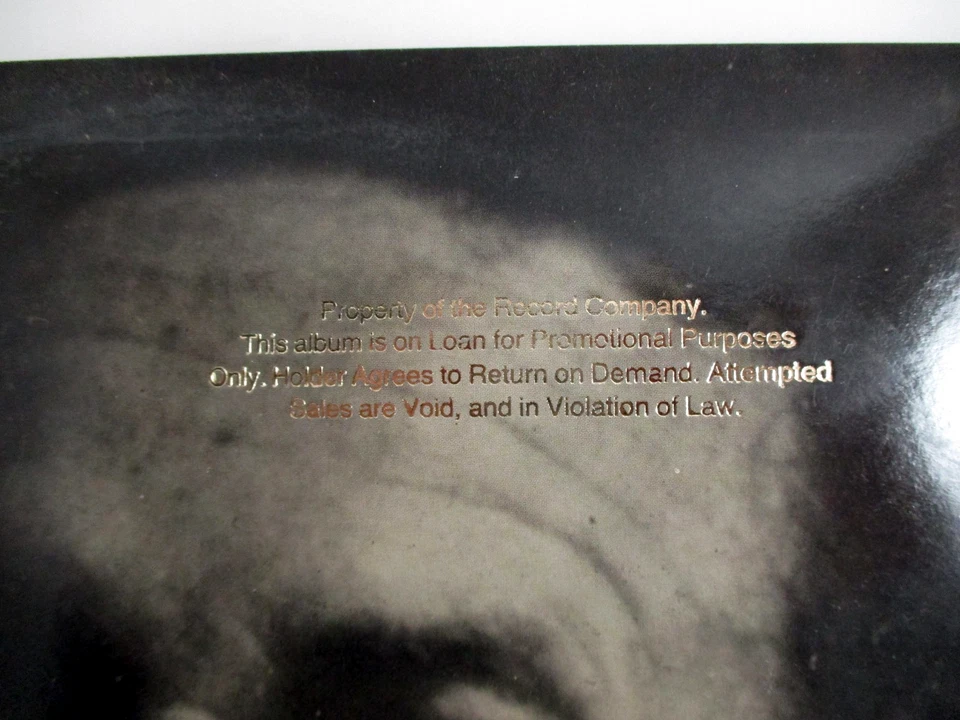 Property of the Record Company.
This album is on Loan for Promotional Purposes
Only. Holder Agrees to Return on Demand. Attempted
Sales are Void, and in Violation of Law.